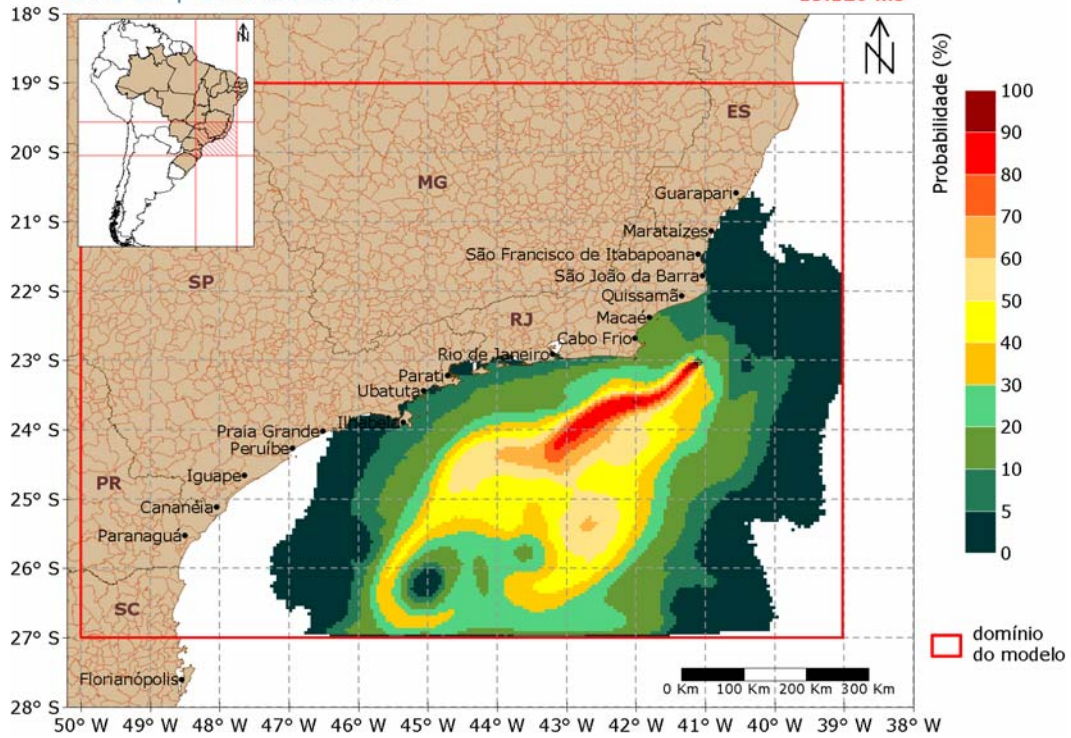 18° S
19° S
20° S
21° S
22° S
23° S
24° S
25° S
26° S
27° S
28° S
50° W
49° W
48° W
47° W
46° W
45° W
44° W
43° W
42° W
41° W
40° W
39° W
38° W
N
N
ES
MG
SP
RJ
PR
SC
Guarapari
Marataízes
São Francisco de Itabapoana
São João da Barra
Quissamã
Macaé
Cabo Frio
Rio de Janeiro
Parati
Ubatuta
Ilhabela
Praia Grande
Peruíbe
Iguape
Cananéia
Paranaguá
Florianópolis
0 Km 100 Km 200 Km 300 Km
Probabilidade (%)
100
90
80
70
60
50
40
30
20
10
5
0
domínio
do modelo